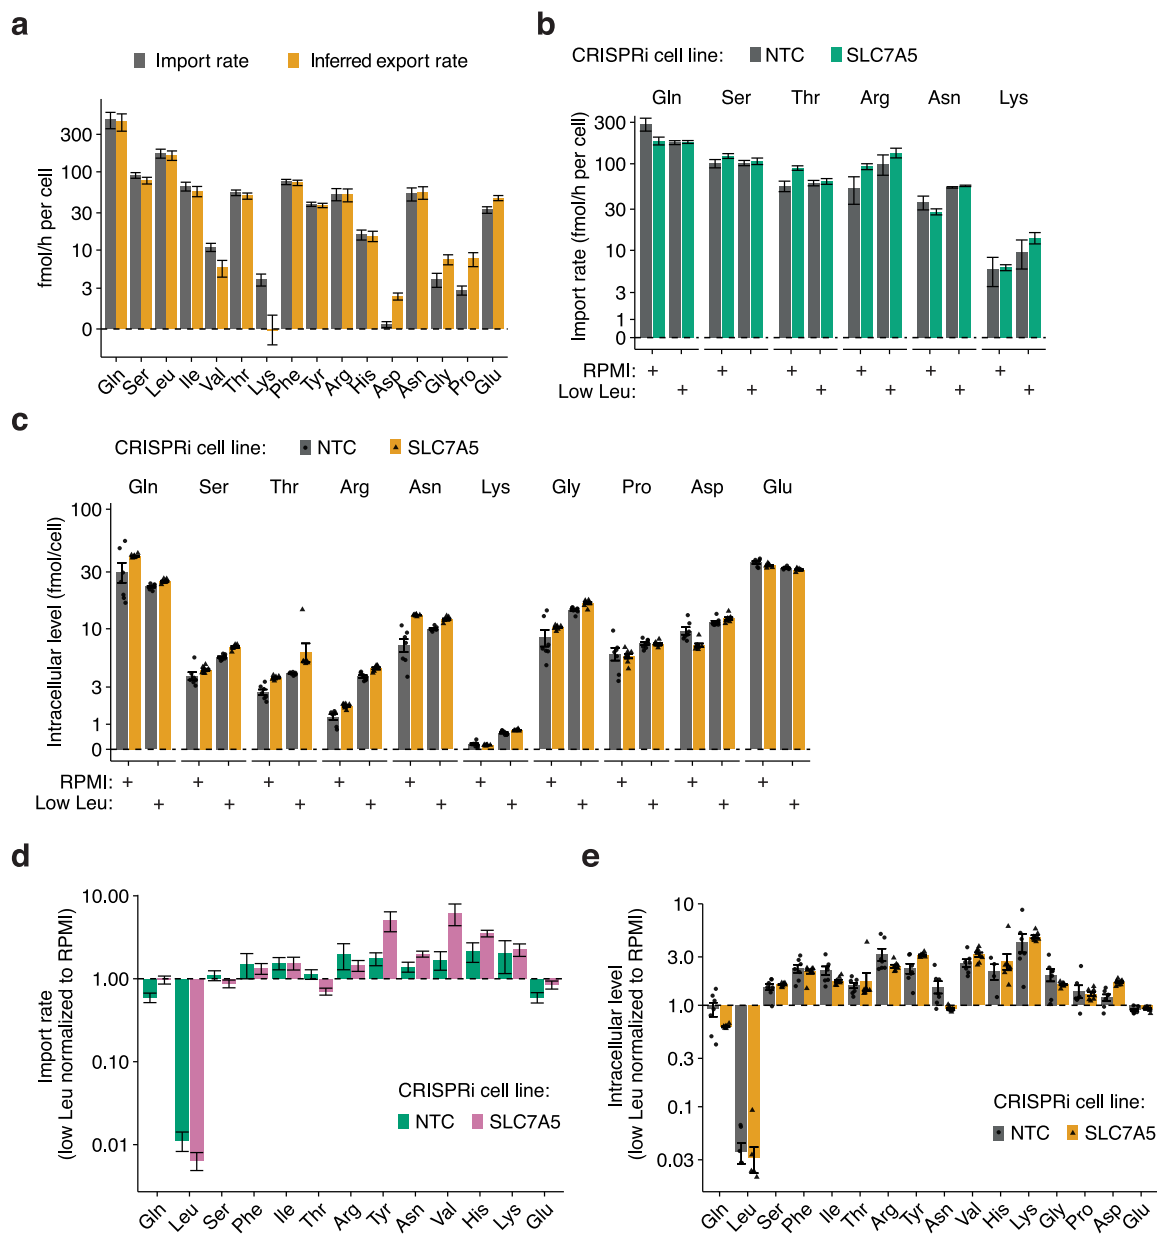 a
Import rate Inferred export rate
fmol/h per cell
300
100
30
10
3
0
Gln Ser Leu Ile Val Thr Lys Phe Tyr Arg His Asp Asn Gly Pro Glu
b
CRISPRi cell line: NTC SLC7A5
Gln Ser Thr Arg Asn Lys
Import rate (fmol/h per cell)
300
100
30
10
3
1
0
RPMI: + + + + + +
Low Leu: + + + + + +
c
CRISPRi cell line: NTC SLC7A5
Gln Ser Thr Arg Asn Lys Gly Pro Asp Glu
Intracellular level (fmol/cell)
100
30
10
3
1
0
RPMI: + + + + + + + + + +
Low Leu: + + + + + + + + + +
d
Import rate
(low Leu normalized to RPMI)
10.00
1.00
0.10
0.01
CRISPRi cell line:
NTC SLC7A5
Gln Leu Ser Phe Ile Thr Arg Tyr Asn Val His Lys Glu
e
Intracellular level
(low Leu normalized to RPMI)
10
3.0
1.0
0.3
0.1
0.03
CRISPRi cell line:
NTC SLC7A5
Gln Leu Ser Phe Ile Thr Arg Tyr Asn Val His Lys Gly Pro Asp Glu